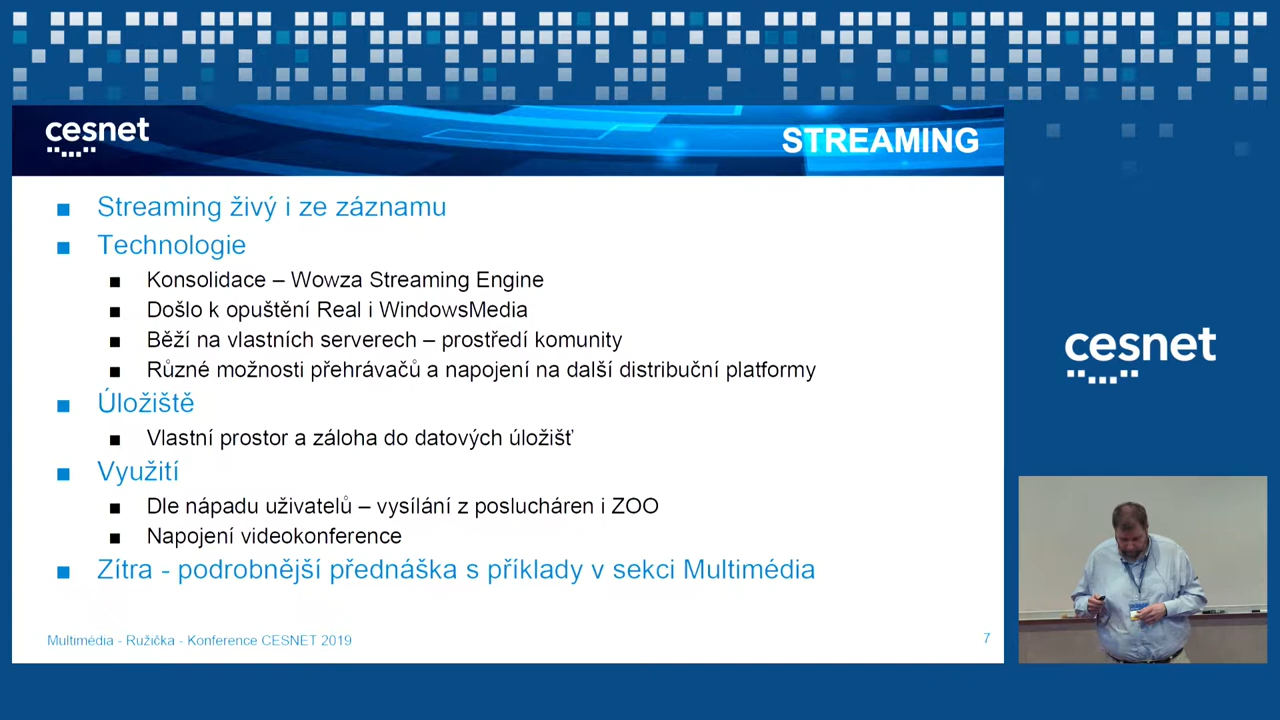 cesnet
STREAMING
Streaming živý i ze záznamu
Technologie
Konsolidace – Wowza Streaming Engine
Došlo k opuštění Real i WindowsMedia
Běží na vlastních serverech – prostředí komunity
Různé možnosti přehrávačů a napojení na další distribuční platformy
Úložiště
Vlastní prostor a záloha do datových úložišť
Využití
Dle nápadu uživatelů – vysílání z poslucháren i ZOO
Napojení videokonference
Zítra - podrobnější přednáška s příklady v sekci Multimédia
Multimédia - Ružička - Konference CESNET 2019
7
cesnet